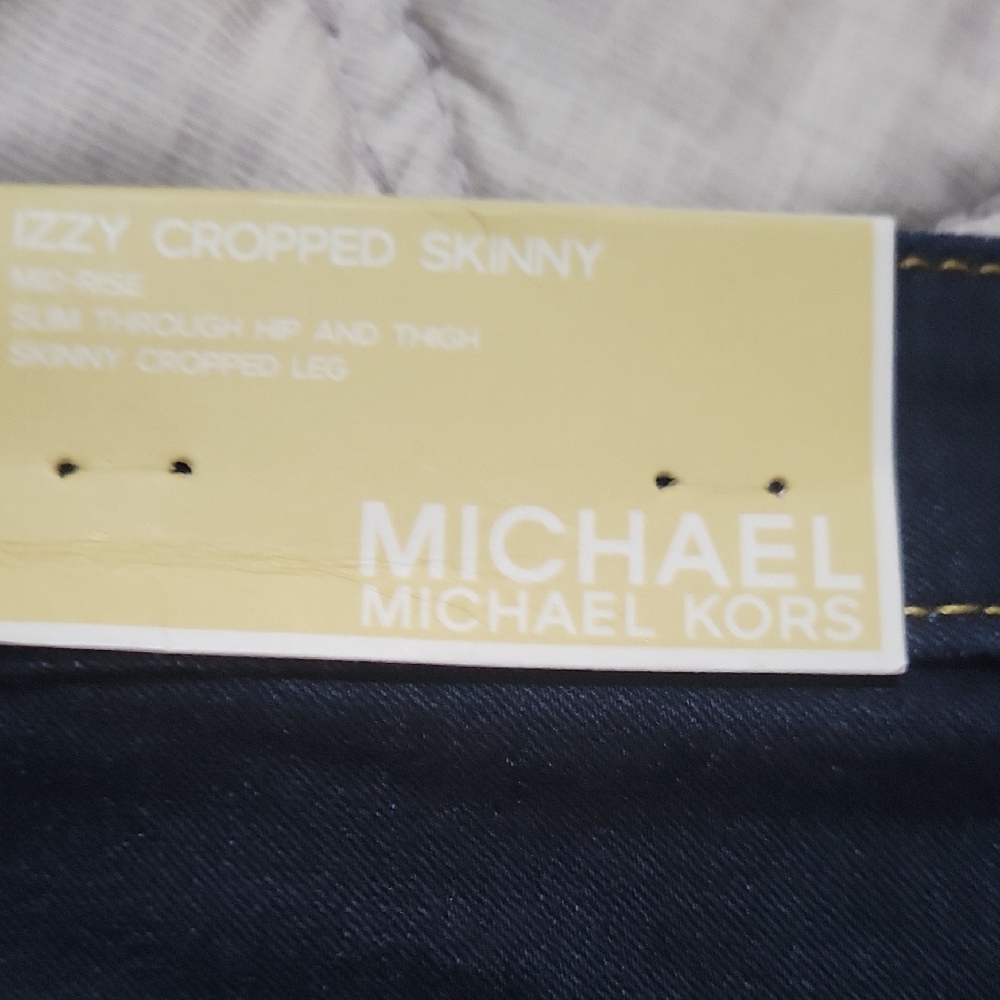 IZZY CROPPED SKINNY
MID-RISE
SLIM THROUGH HIP AND THIGH
SKINNY CROPPED LEG
MICHAEL
MICHAEL KORS